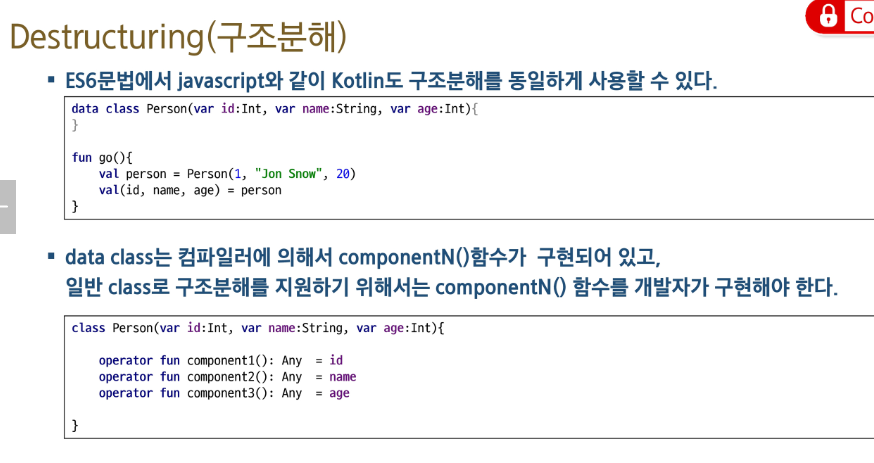 Co
Destructuring(구조분해)
▪ ES6문법에서 javascript와 같이 Kotlin도 구조분해를 동일하게 사용할 수 있다.
data class Person(var id:Int, var name:String, var age:Int){
}
fun go(){
    val person = Person(1, "Jon Snow", 20)
    val(id, name, age) = person
}
▪ data class는 컴파일러에 의해서 componentN()함수가 구현되어 있고,
일반 class로 구조분해를 지원하기 위해서는 componentN() 함수를 개발자가 구현해야 한다.
class Person(var id:Int, var name:String, var age:Int){
    operator fun component1(): Any  = id
    operator fun component2(): Any  = name
    operator fun component3(): Any  = age
}